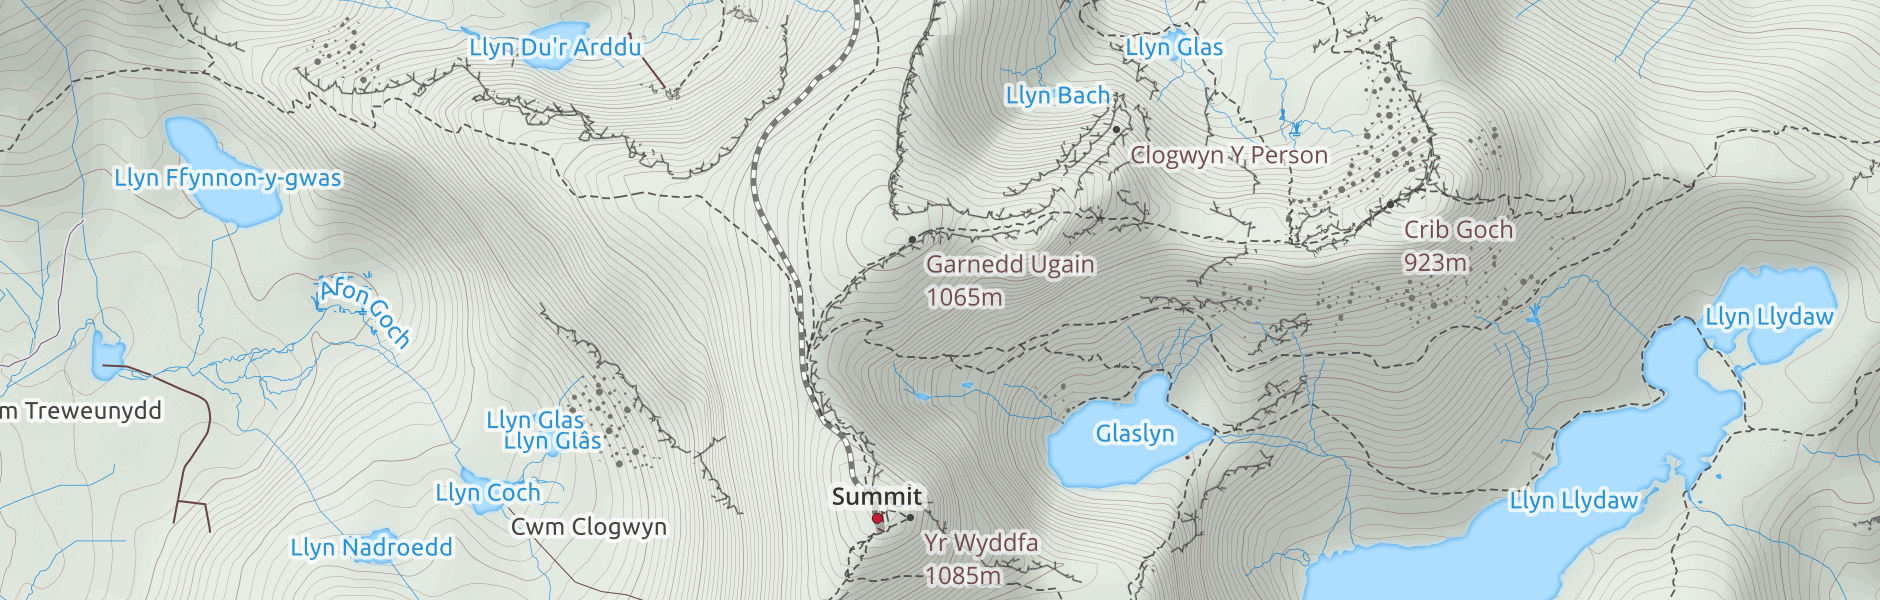 Llyn Du'r Arddu
Llyn Glas
Llyn Bach
Clogwyn Y Person
Llyn Ffynnon-y-gwas
Crib Goch
923m
Garnedd Ugain
1065m
Afon Goch
Llyn Llydaw
m Treweunydd
Llyn Glas
Llyn Glâs
Glaslyn
Llyn Coch
Summit
Llyn Llydaw
Cwm Clogwyn
Llyn Nadroedd
Yr Wyddfa
1085m